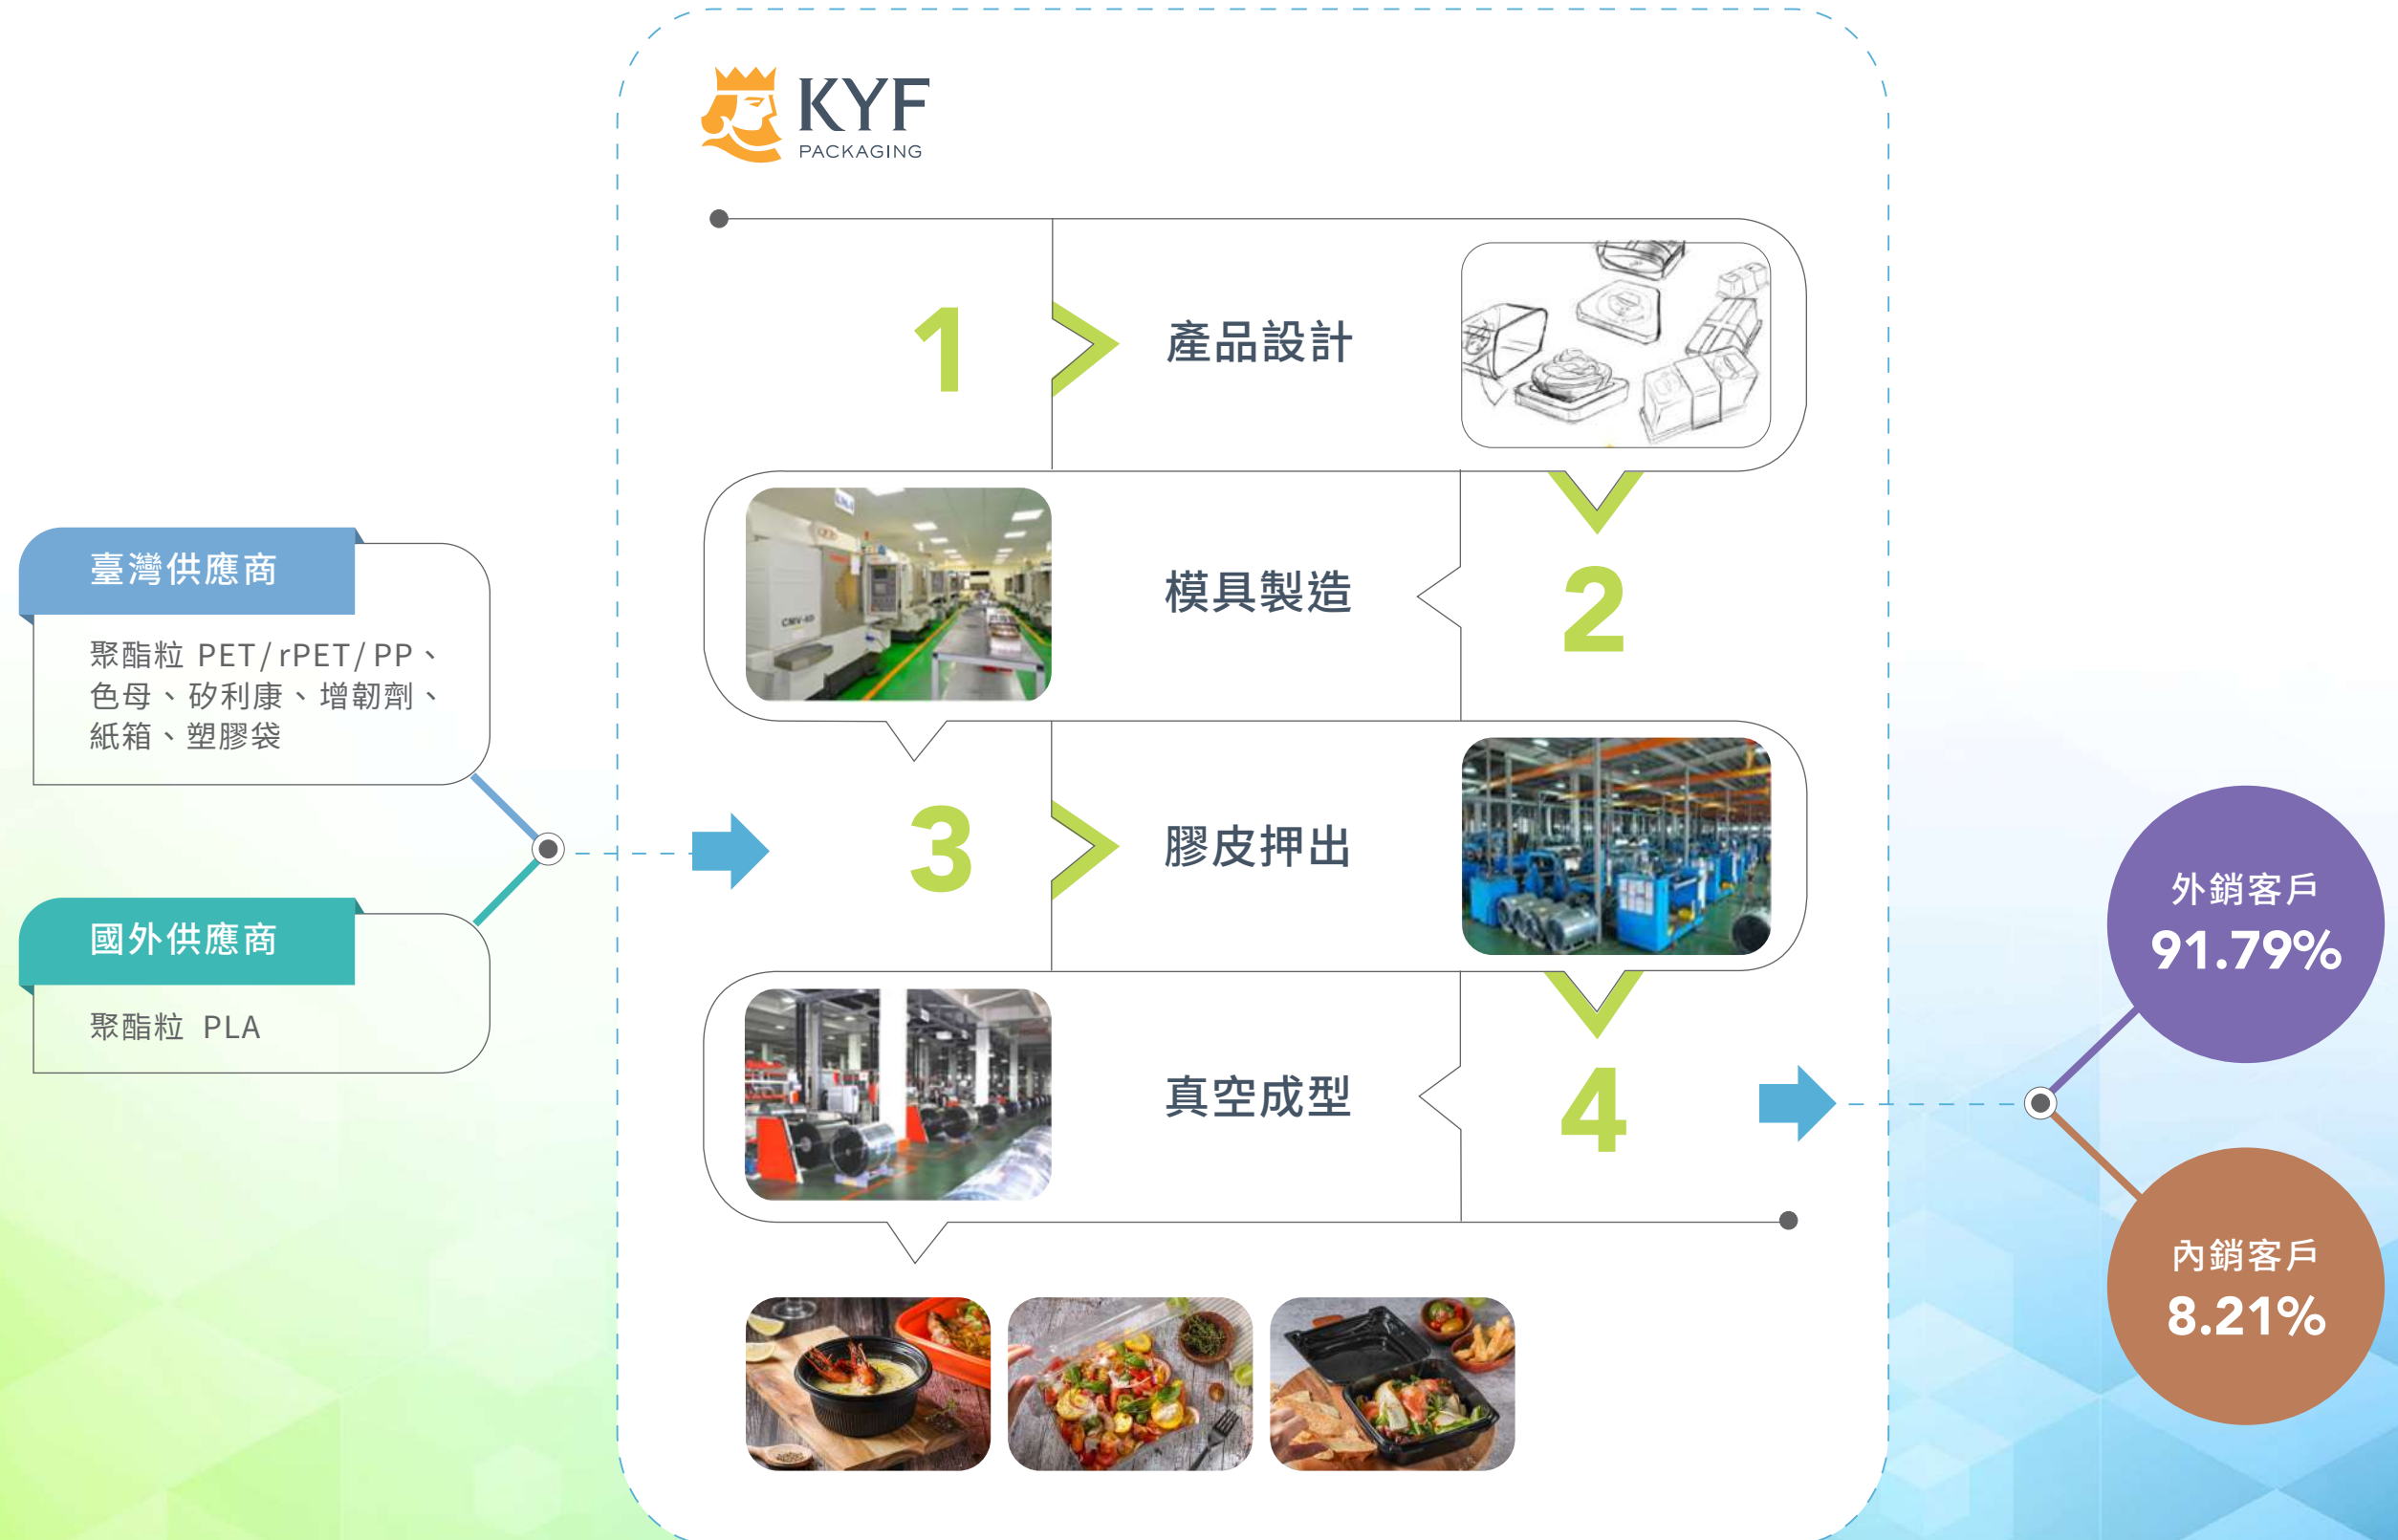 KYF
PACKAGING
1
產品設計
模具製造
2
CMV-
臺灣供應商
聚酯粒 PET/rPET/PP、
色母、矽利康、增韌劑、
紙箱、塑膠袋
3
膠皮押出
國外供應商
聚酯粒 PLA
真空成型
4
外銷客戶
91.79%
內銷客戶
8.21%